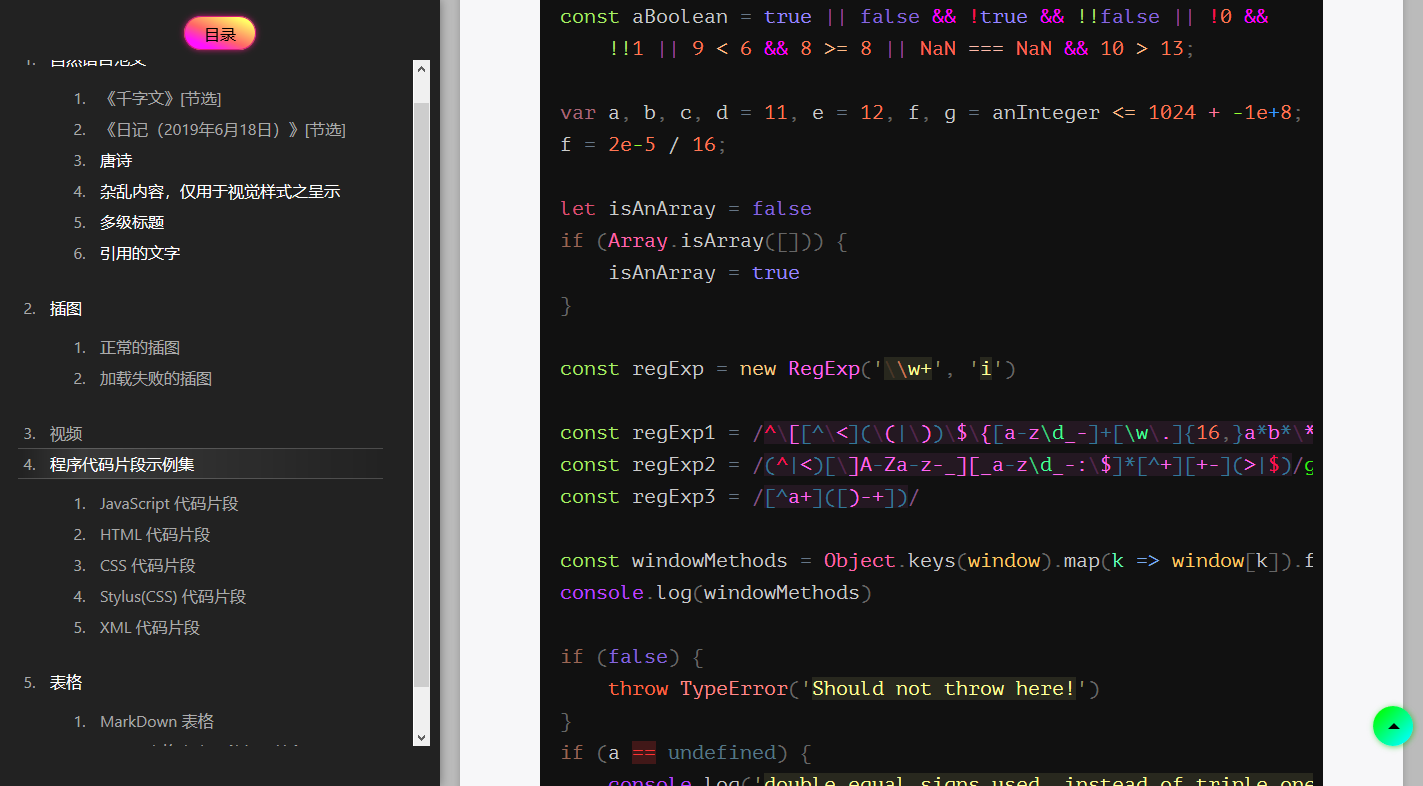 目录
1. 自然语言范文
1. 《千字文》[节选]
2. 《日记（2019年6月18日）》[节选]
3. 唐诗
4. 杂乱内容，仅用于视觉样式之呈示
5. 多级标题
6. 引用的文字
2. 插图
1. 正常的插图
2. 加载失败的插图
3. 视频
4. 程序代码片段示例集
1. JavaScript 代码片段
2. HTML 代码片段
3. CSS 代码片段
4. Stylus(CSS) 代码片段
5. XML 代码片段
5. 表格
1. MarkDown 表格
const aBoolean = true || false && !true && !!false || !0 &&
    !!1 || 9 < 6 && 8 >= 8 || NaN === NaN && 10 > 13;
var a, b, c, d = 11, e = 12, f, g = anInteger <= 1024 + -1e+8;
f = 2e-5 / 16;
let isAnArray = false
if (Array.isArray([])) {
    isAnArray = true
}
const regExp = new RegExp('\\w+', 'i')
const regExp1 = /^\[[^\<](\(|\))\$\{[a-z\d_-]+[\w\.]{16,}a*b*\*
const regExp2 = /(^|<)[\]A-Za-z-_][_a-z\d_-:\$]*[^+][+-](>|$)/g
const regExp3 = /[^a+]([)-+])/
const windowMethods = Object.keys(window).map(k => window[k]).f
console.log(windowMethods)
if (false) {
    throw TypeError('Should not throw here!')
}
if (a == undefined) {
    console.log('double equal signs used, instead of triple one